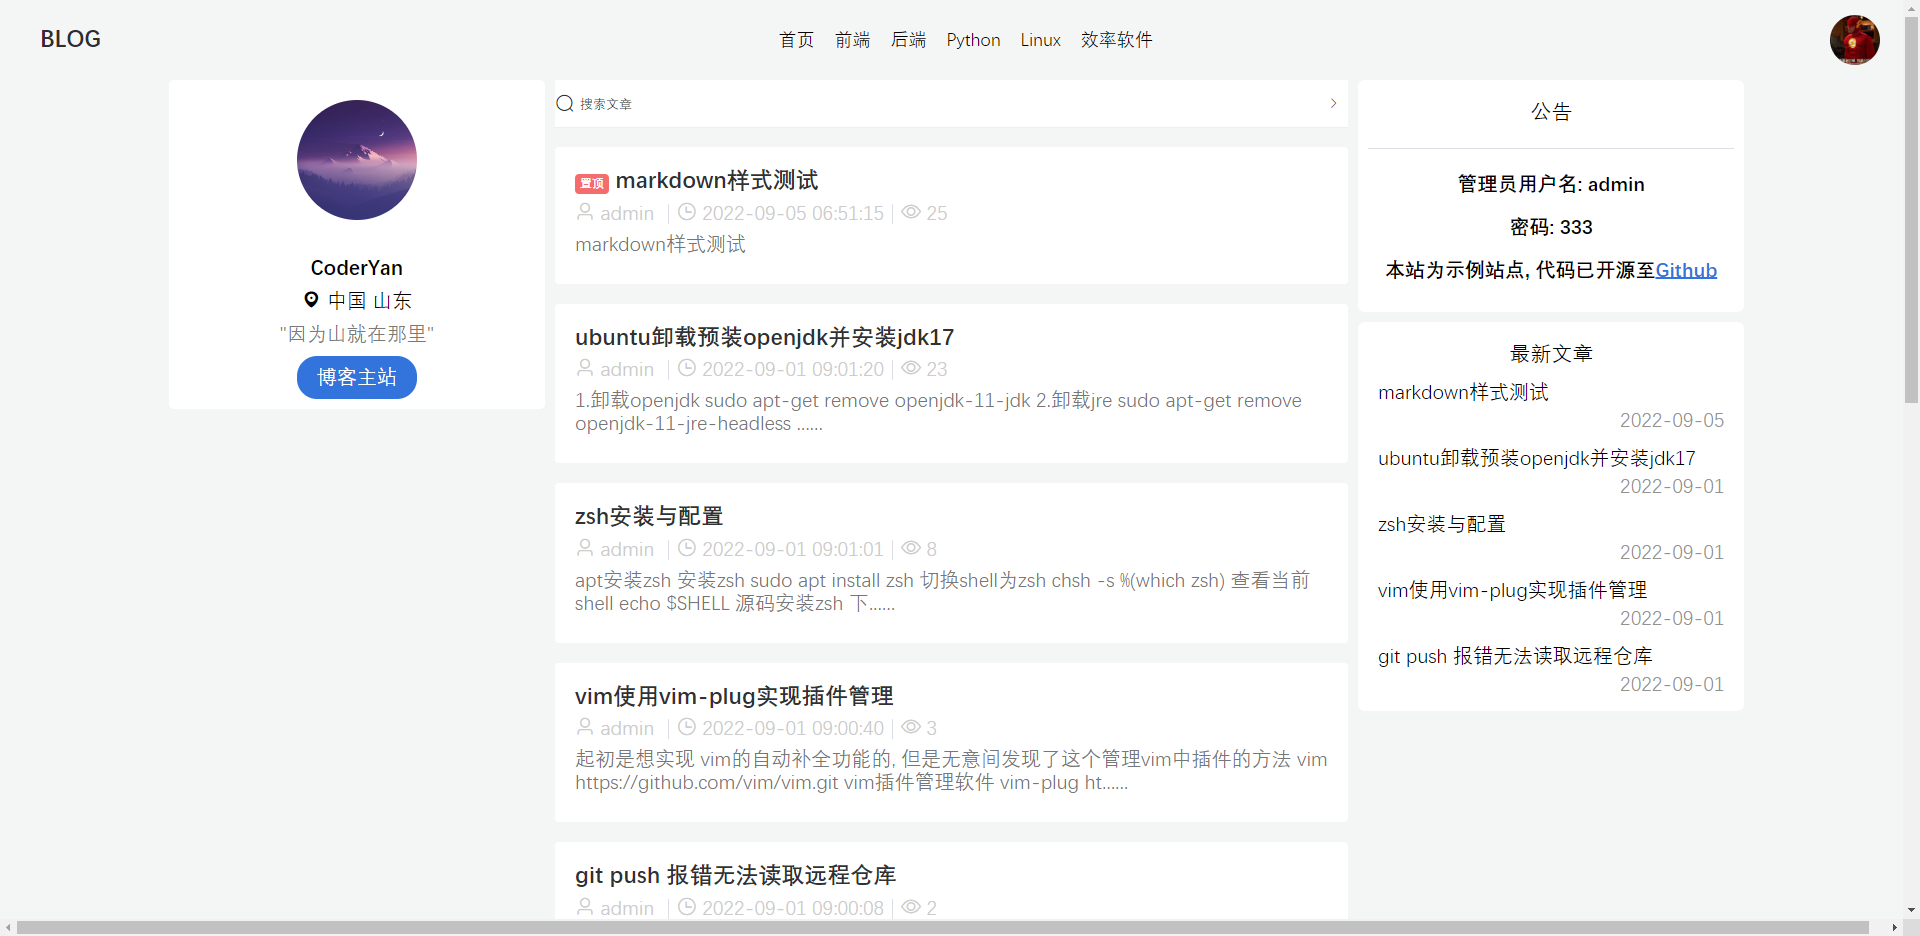 BLOG
首页 前端 后端 Python Linux 效率软件
CoderYan
中国 山东
"因为山就在那里"
博客主站
搜索文章
置顶 markdown样式测试
admin 2022-09-05 06:51:15 25
markdown样式测试
ubuntu卸载预装openjdk并安装jdk17
admin 2022-09-01 09:01:20 23
1.卸载openjdk sudo apt-get remove openjdk-11-jdk 2.卸载jre sudo apt-get remove
openjdk-11-jre-headless ......
zsh安装与配置
admin 2022-09-01 09:01:01 8
apt安装zsh 安装zsh sudo apt install zsh 切换shell为zsh chsh -s %(which zsh) 查看当前
shell echo $SHELL 源码安装zsh 下......
vim使用vim-plug实现插件管理
admin 2022-09-01 09:00:40 3
起初是想实现 vim的自动补全功能的, 但是无意间发现了这个管理vim中插件的方法 vim
https://github.com/vim/vim.git vim插件管理软件 vim-plug ht......
git push 报错无法读取远程仓库
admin 2022-09-01 09:00:08 2
公告
管理员用户名: admin
密码: 333
本站为示例站点, 代码已开源至Github
最新文章
markdown样式测试
2022-09-05
ubuntu卸载预装openjdk并安装jdk17
2022-09-01
zsh安装与配置
2022-09-01
vim使用vim-plug实现插件管理
2022-09-01
git push 报错无法读取远程仓库
2022-09-01